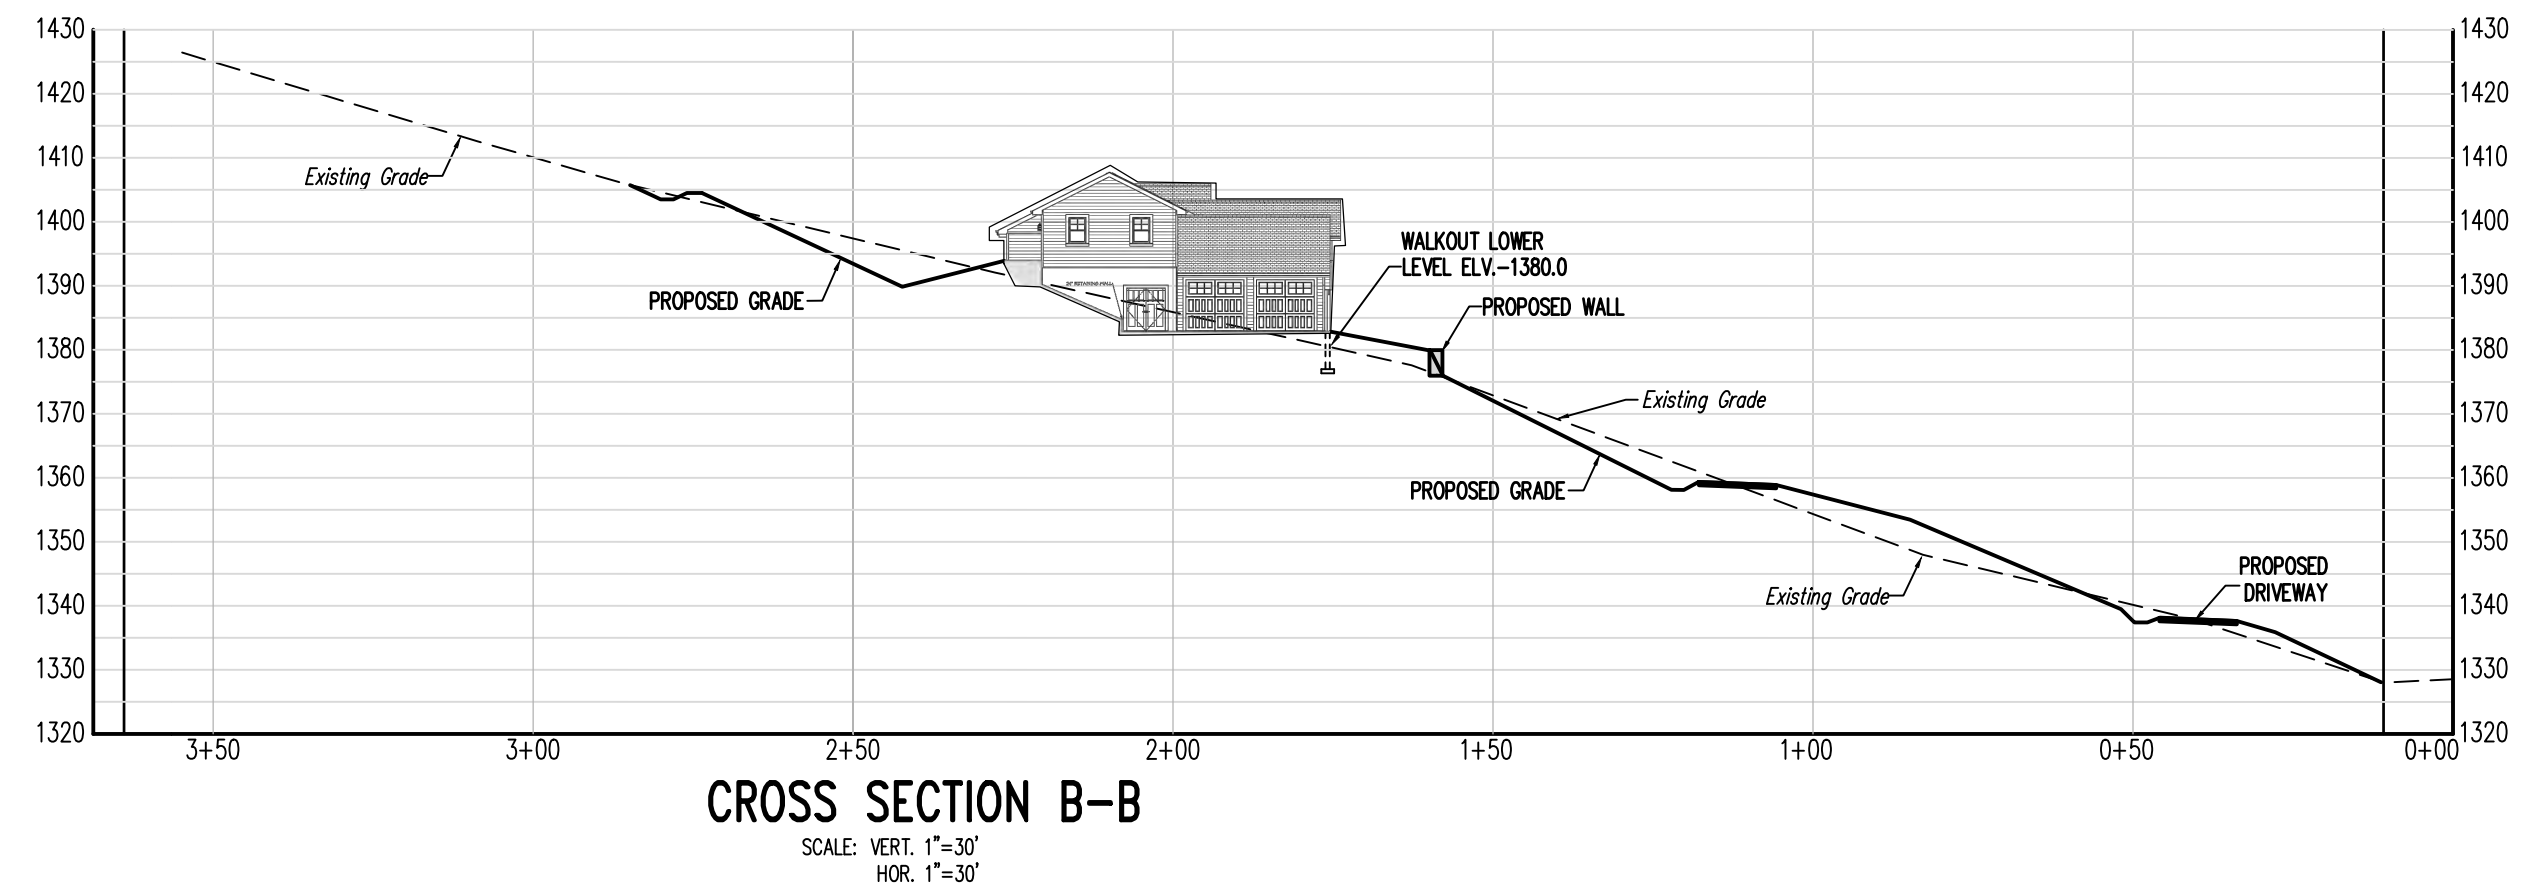 1430
1430
1420
1420
1410
1410
Existing Grade
1400
1400
WALKOUT LOWER
LEVEL ELV.-1380.0
1390
24" RETAINING WALL
1390
PROPOSED GRADE
PROPOSED WALL
1380
1380
Existing Grade
1370
1370
1360
PROPOSED GRADE
1360
1350
1350
PROPOSED
DRIVEWAY
Existing Grade
1340
1340
1330
1330
1320
1320
3+50
3+00
2+50
2+00
1+50
1+00
0+50
0+00
CROSS SECTION B-B
SCALE: VERT. 1"=30'
HOR. 1"=30'